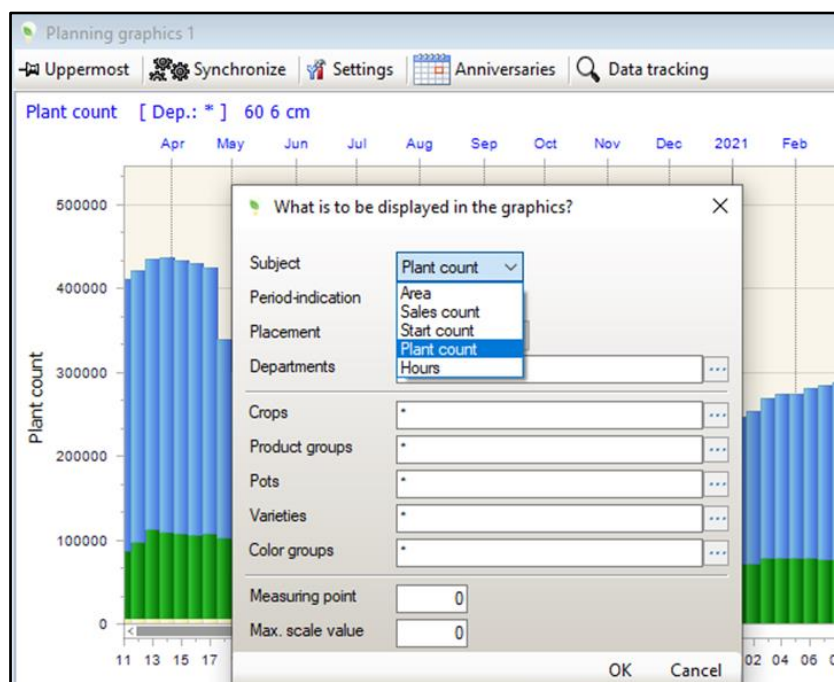 Planning graphics 1
Uppermost Synchronize Settings Anniversaries Data tracking
Plant count [ Dep.: * ] 60 6 cm
Apr May Jun Jul Aug Sep Oct Nov Dec 2021 Feb
What is to be displayed in the graphics?
500000
400000
300000
200000
100000
0
Plant count
Subject Plant count
Area
Period-indication
Sales count
Placement Start count
Plant count
Departments Hours
Crops *
Product groups *
Pots *
Varieties *
Color groups *
Measuring point 0
Max. scale value 0
OK Cancel
11 13 15 17 02 04 06